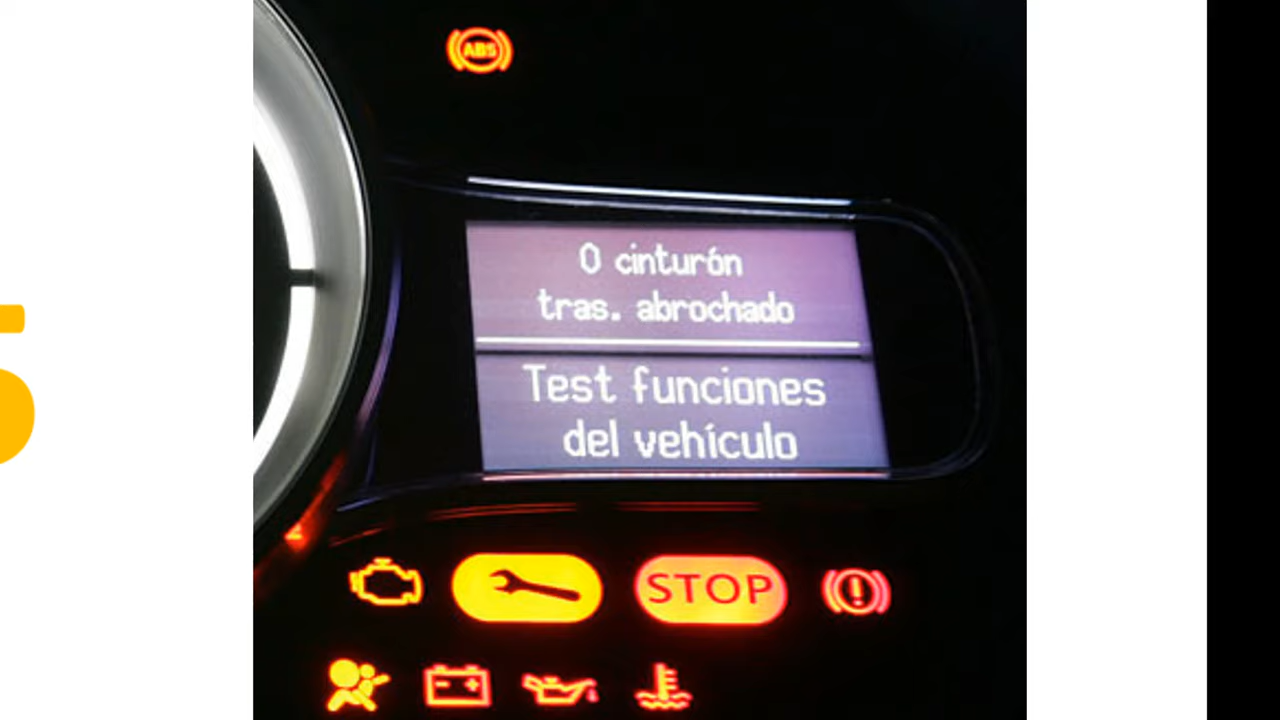 ABS
0 cinturón
tras. abrochado
Test funciones
del vehículo
STOP